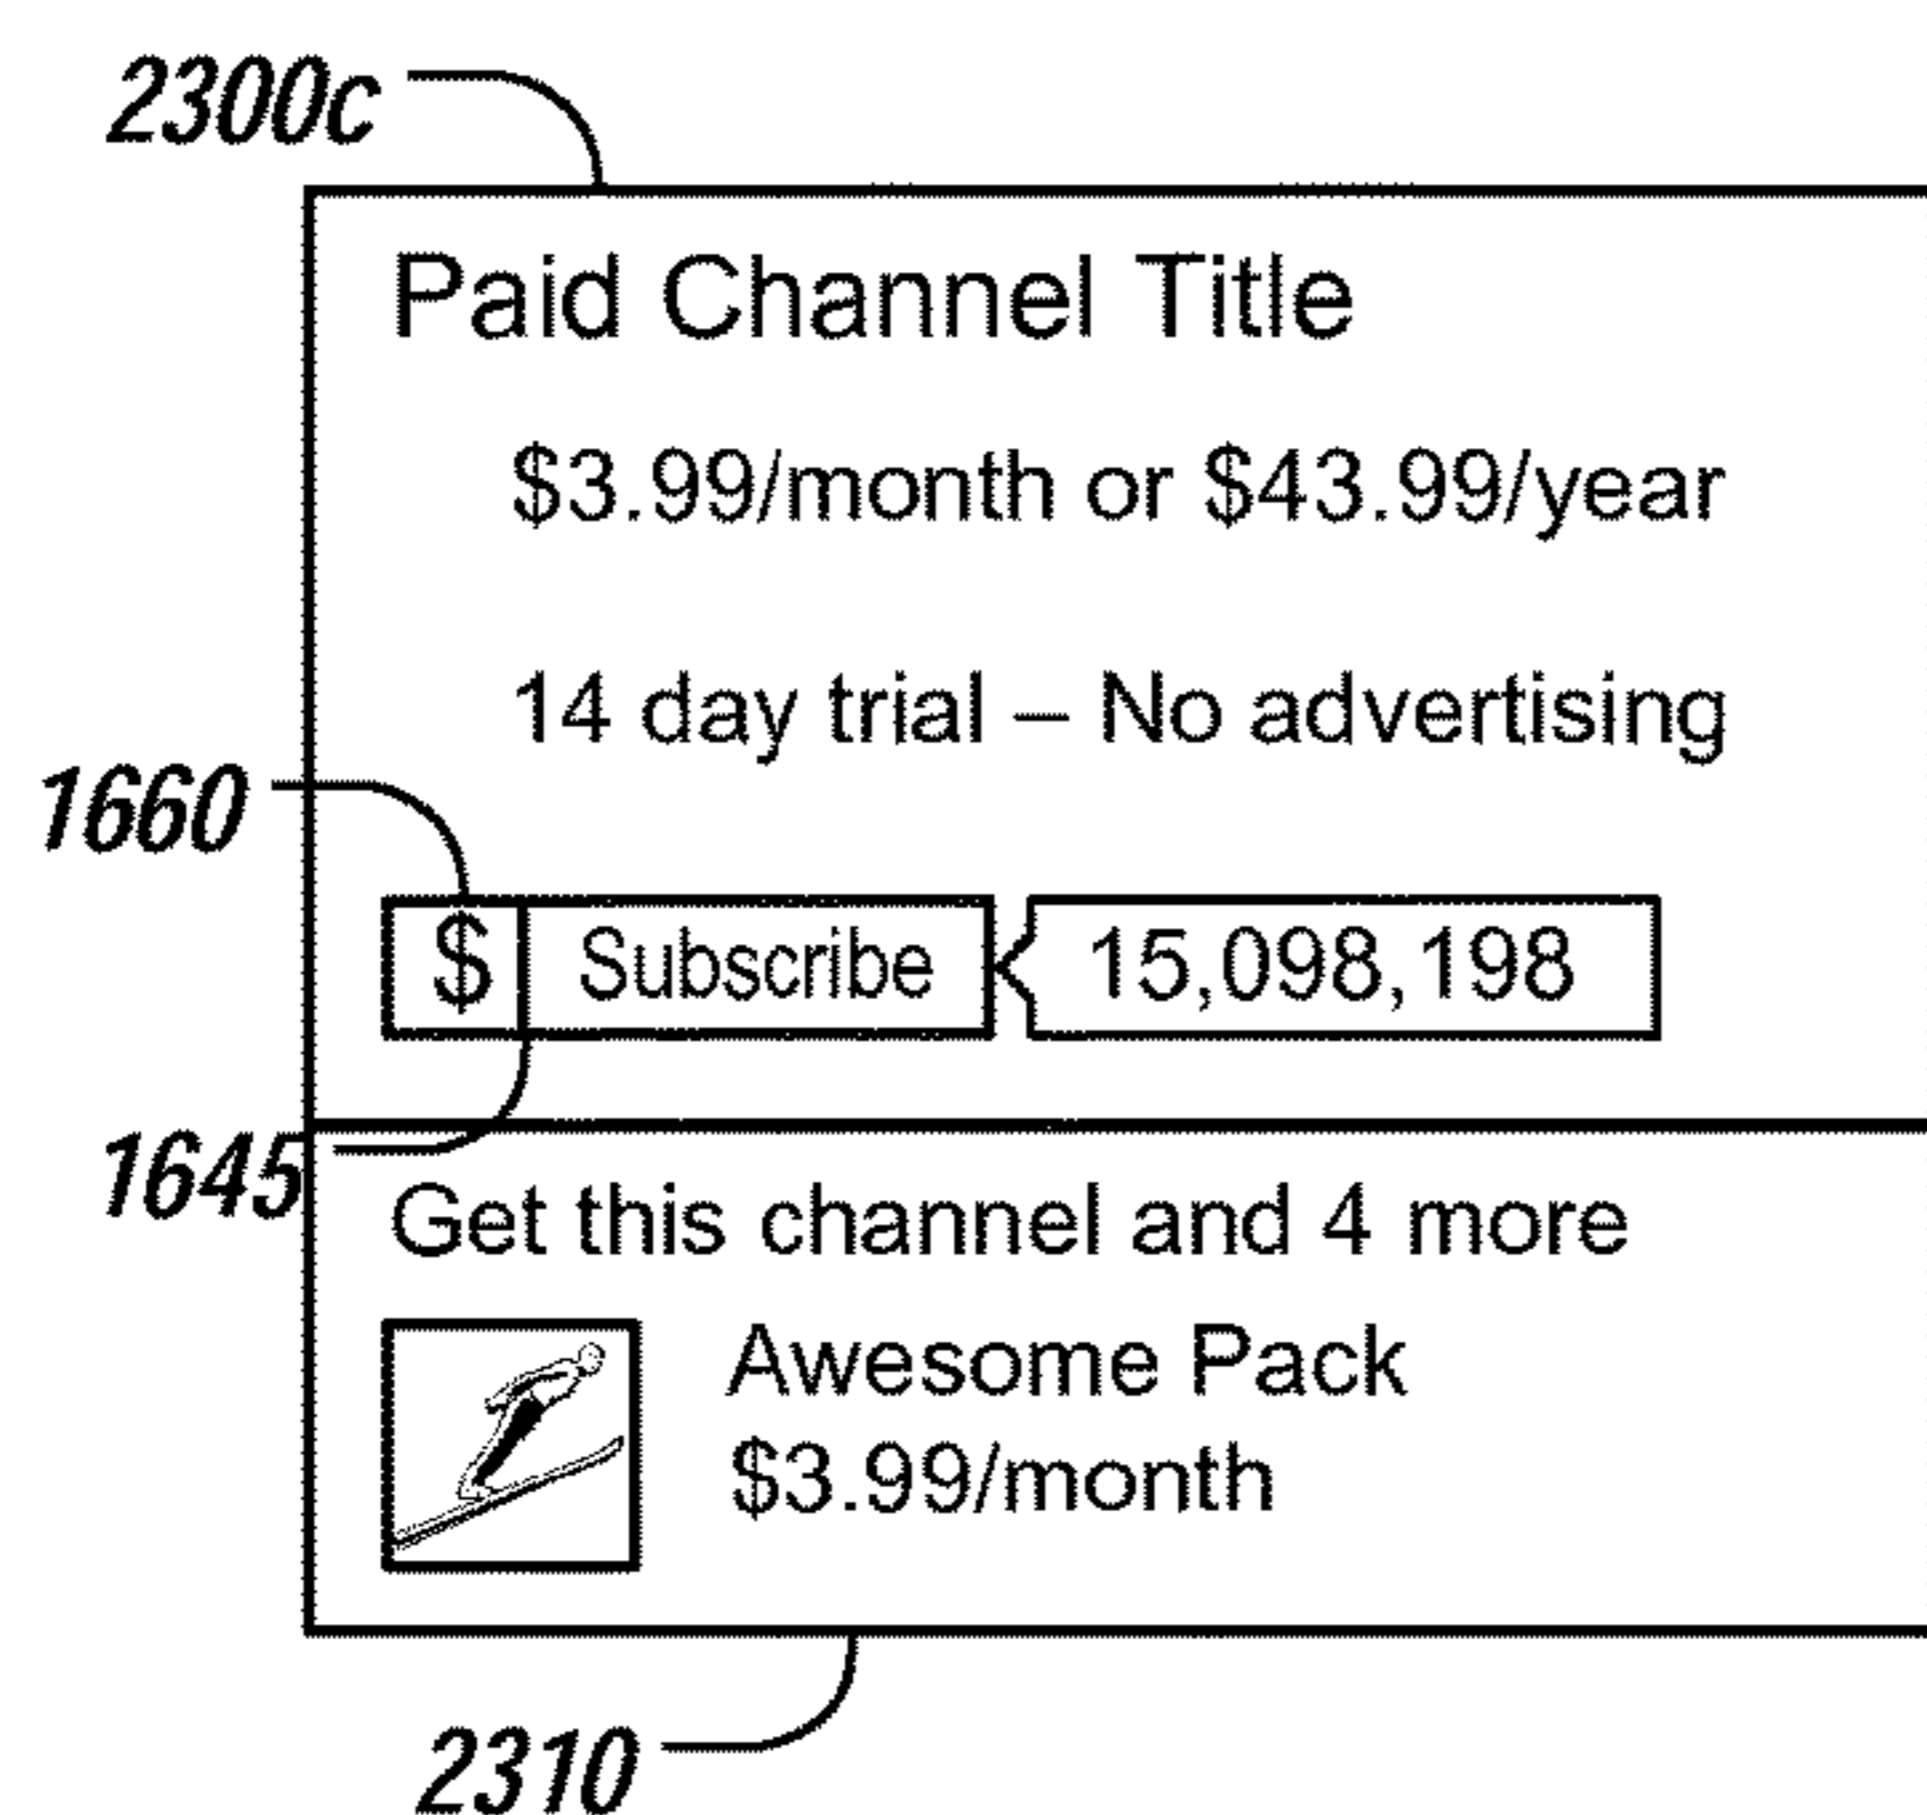 2300c
Paid Channel Title
$3.99/month or $43.99/year
14 day trial – No advertising
1660
$ Subscribe 15,098,198
1645
Get this channel and 4 more
Awesome Pack
$3.99/month
2310